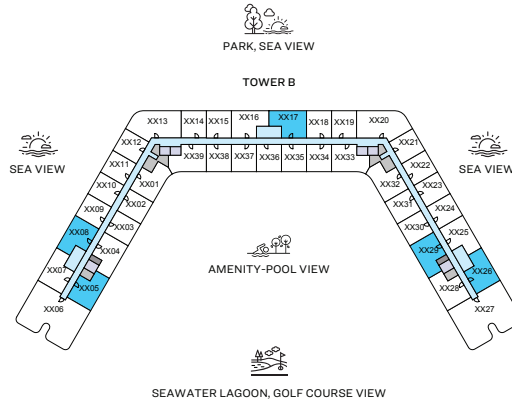 PARK, SEA VIEW
TOWER B
XX13
XX14
XX15
XX16
XX17
XX18
XX19
XX20
XX12
XX39
XX38
XX37
XX36
XX35
XX34
XX33
XX21
SEA VIEW
XX11
XX01
XX32
XX22
SEA VIEW
XX10
XX02
XX31
XX23
XX09
XX03
XX30
XX24
XX08
XX04
XX29
XX25
XX07
XX05
AMENITY-POOL VIEW
XX28
XX26
XX06
XX27
SEAWATER LAGOON, GOLF COURSE VIEW